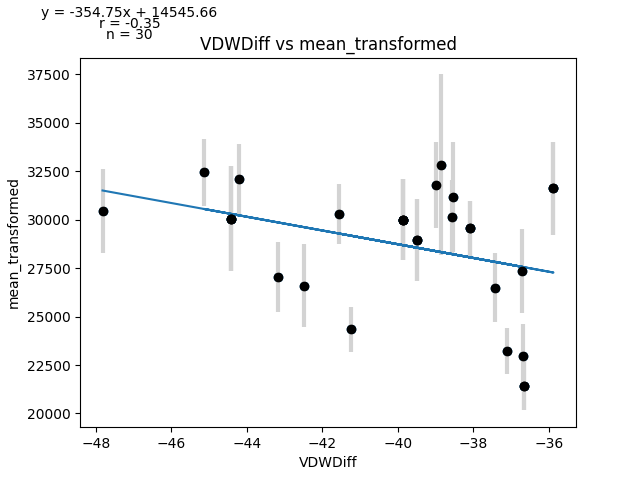 y = -354.75x + 14545.66
r = -0.35
n = 30
VDWDiff vs mean_transformed
37500
35000
32500
30000
27500
25000
22500
20000
mean_transformed
−48 −46 −44 −42 −40 −38 −36
VDWDiff